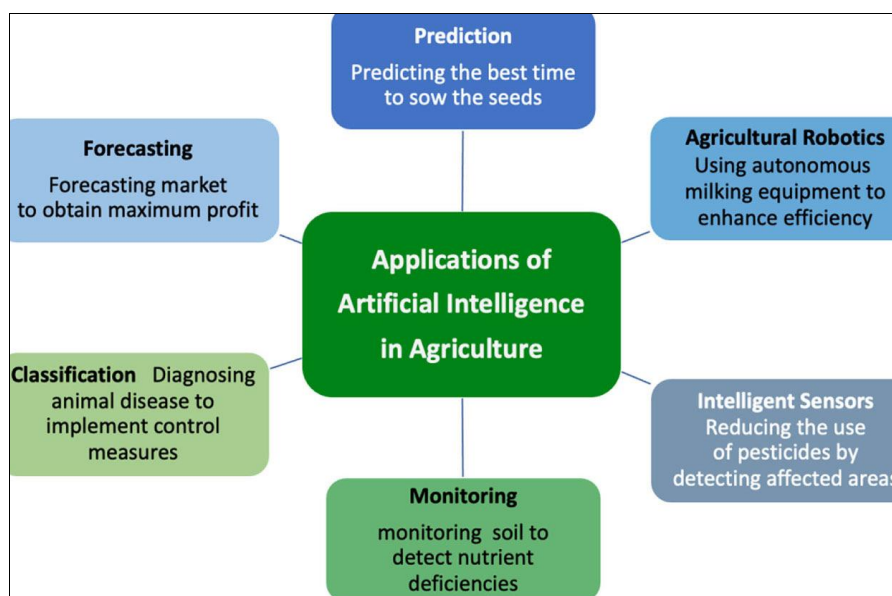 Prediction
Predicting the best time
to sow the seeds
Forecasting
Forecasting market
to obtain maximum profit
Agricultural Robotics
Using autonomous
milking equipment to
enhance efficiency
Applications of
Artificial Intelligence
in Agriculture
Classification Diagnosing
animal disease to
implement control
measures
Intelligent Sensors
Reducing the use
of pesticides by
detecting affected areas
Monitoring
monitoring soil to
detect nutrient
deficiencies